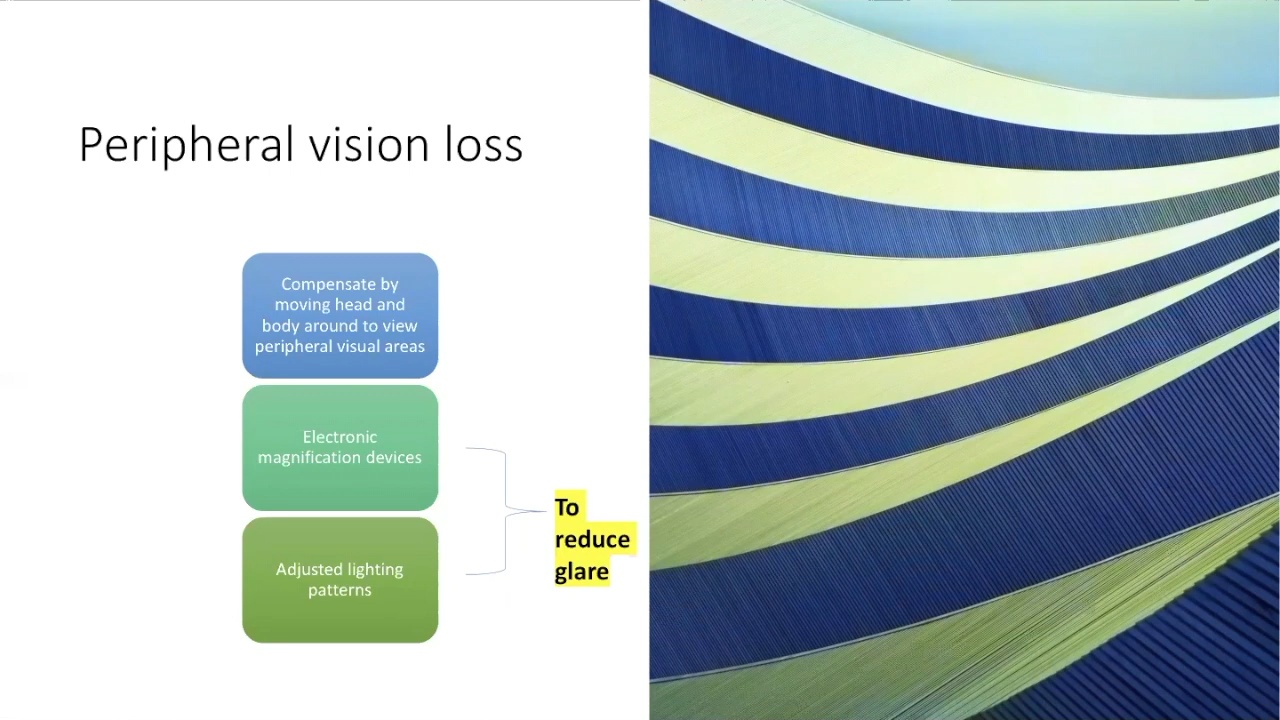 Peripheral vision loss
Compensate by
moving head and
body around to view
peripheral visual areas
Electronic
magnification devices
Adjusted lighting
patterns
To
reduce
glare